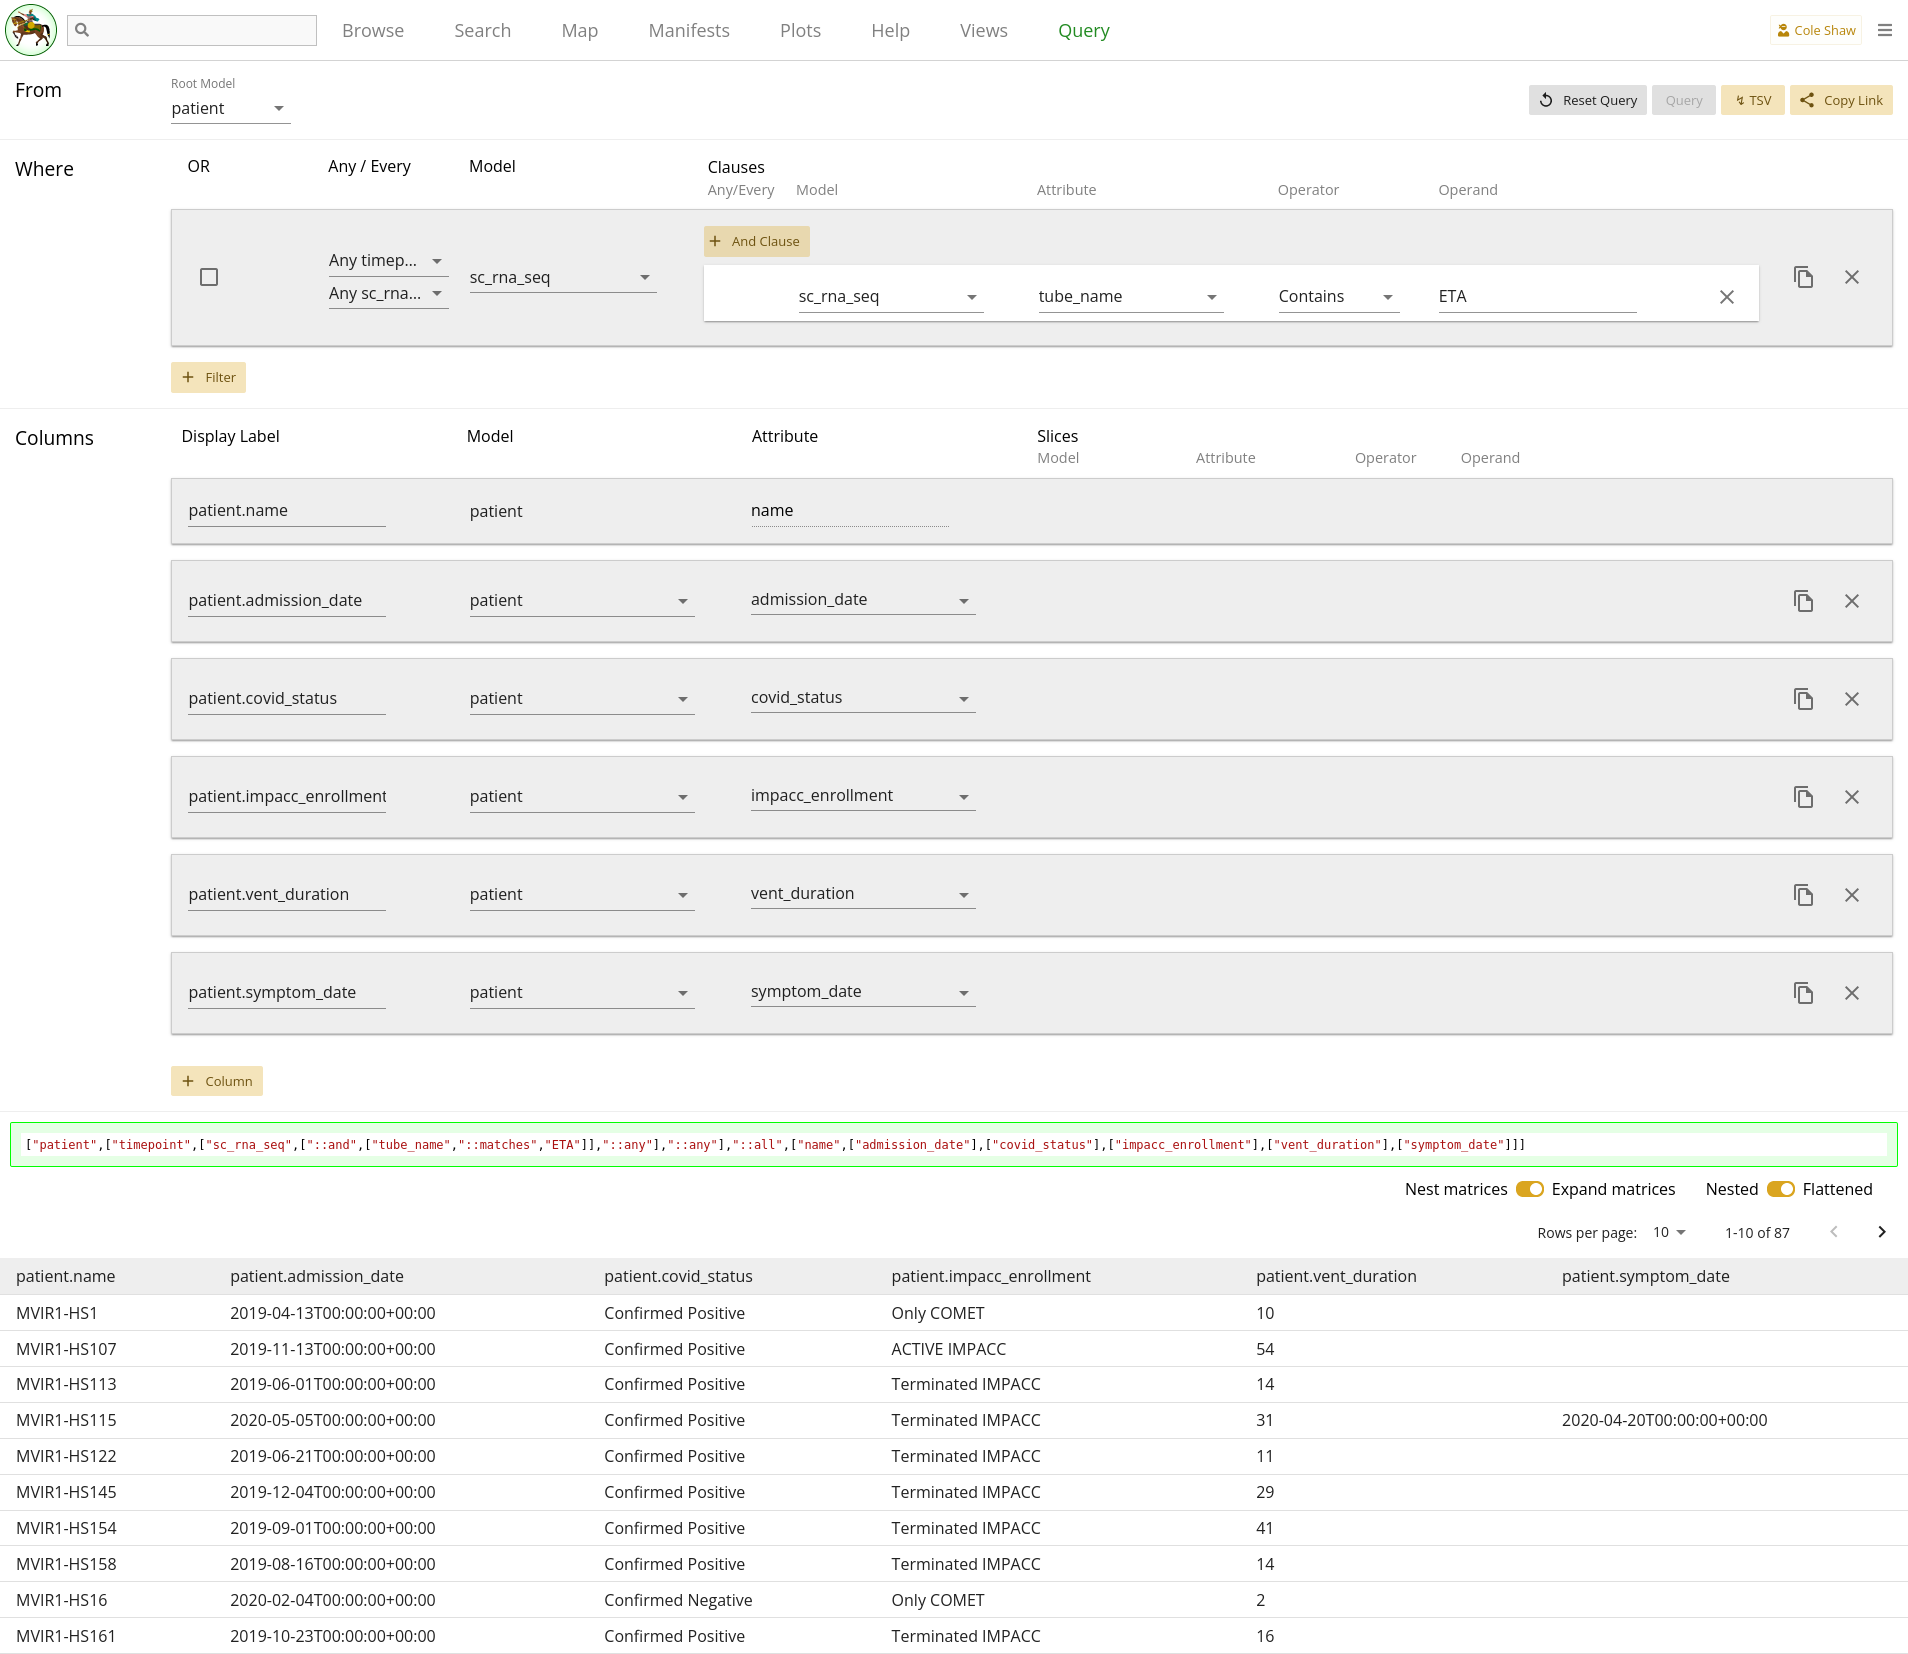 Browse Search Map Manifests Plots Help Views Query Cole Shaw
From
Root Model
patient
Reset Query Query ↯ TSV Copy Link
Where
OR Any / Every Model Clauses
Any/Every Model Attribute Operator Operand
And Clause
Any timep...
Any sc_rna...
sc_rna_seq
sc_rna_seq tube_name Contains ETA
Filter
Columns
Display Label Model Attribute Slices
Model Attribute Operator Operand
patient.name patient name
patient.admission_date patient admission_date
patient.covid_status patient covid_status
patient.impacc_enrollment patient impacc_enrollment
patient.vent_duration patient vent_duration
patient.symptom_date patient symptom_date
Column
["patient",["timepoint",["sc_rna_seq",["::and",["tube_name","::matches","ETA"]],"::any"],"::any"],"::all",["name",["admission_date"],["covid_status"],["impacc_enrollment"],["vent_duration"],["symptom_date"]]]
Nest matrices Expand matrices Nested Flattened
Rows per page: 10 1-10 of 87
patient.name patient.admission_date patient.covid_status patient.impacc_enrollment patient.vent_duration patient.symptom_date
MVIR1-HS1 2019-04-13T00:00:00+00:00 Confirmed Positive Only COMET 10
MVIR1-HS107 2019-11-13T00:00:00+00:00 Confirmed Positive ACTIVE IMPACC 54
MVIR1-HS113 2019-06-01T00:00:00+00:00 Confirmed Positive Terminated IMPACC 14
MVIR1-HS115 2020-05-05T00:00:00+00:00 Confirmed Positive Terminated IMPACC 31 2020-04-20T00:00:00+00:00
MVIR1-HS122 2019-06-21T00:00:00+00:00 Confirmed Positive Terminated IMPACC 11
MVIR1-HS145 2019-12-04T00:00:00+00:00 Confirmed Positive Terminated IMPACC 29
MVIR1-HS154 2019-09-01T00:00:00+00:00 Confirmed Positive Terminated IMPACC 41
MVIR1-HS158 2019-08-16T00:00:00+00:00 Confirmed Positive Terminated IMPACC 14
MVIR1-HS16 2020-02-04T00:00:00+00:00 Confirmed Negative Only COMET 2
MVIR1-HS161 2019-10-23T00:00:00+00:00 Confirmed Positive Terminated IMPACC 16